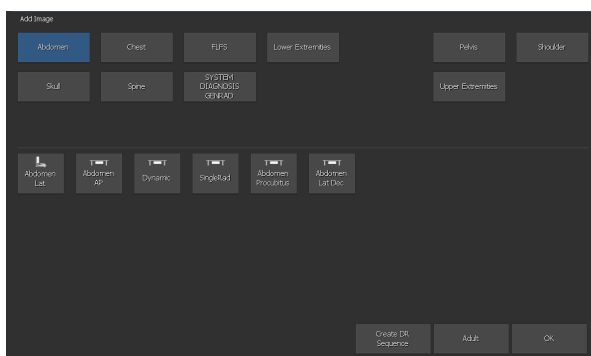 Add Image
Abdomen Chest FLFS Lower Extremities Pelvis Shoulder
Skull Spine SYSTEM DIAGNOSIS GENRAD Upper Extremities
Abdomen Lat
Abdomen AP
Dynamic
SingleRad
Abdomen Procubitus
Abdomen Lat Dec
Create DR Sequence
Adult
OK